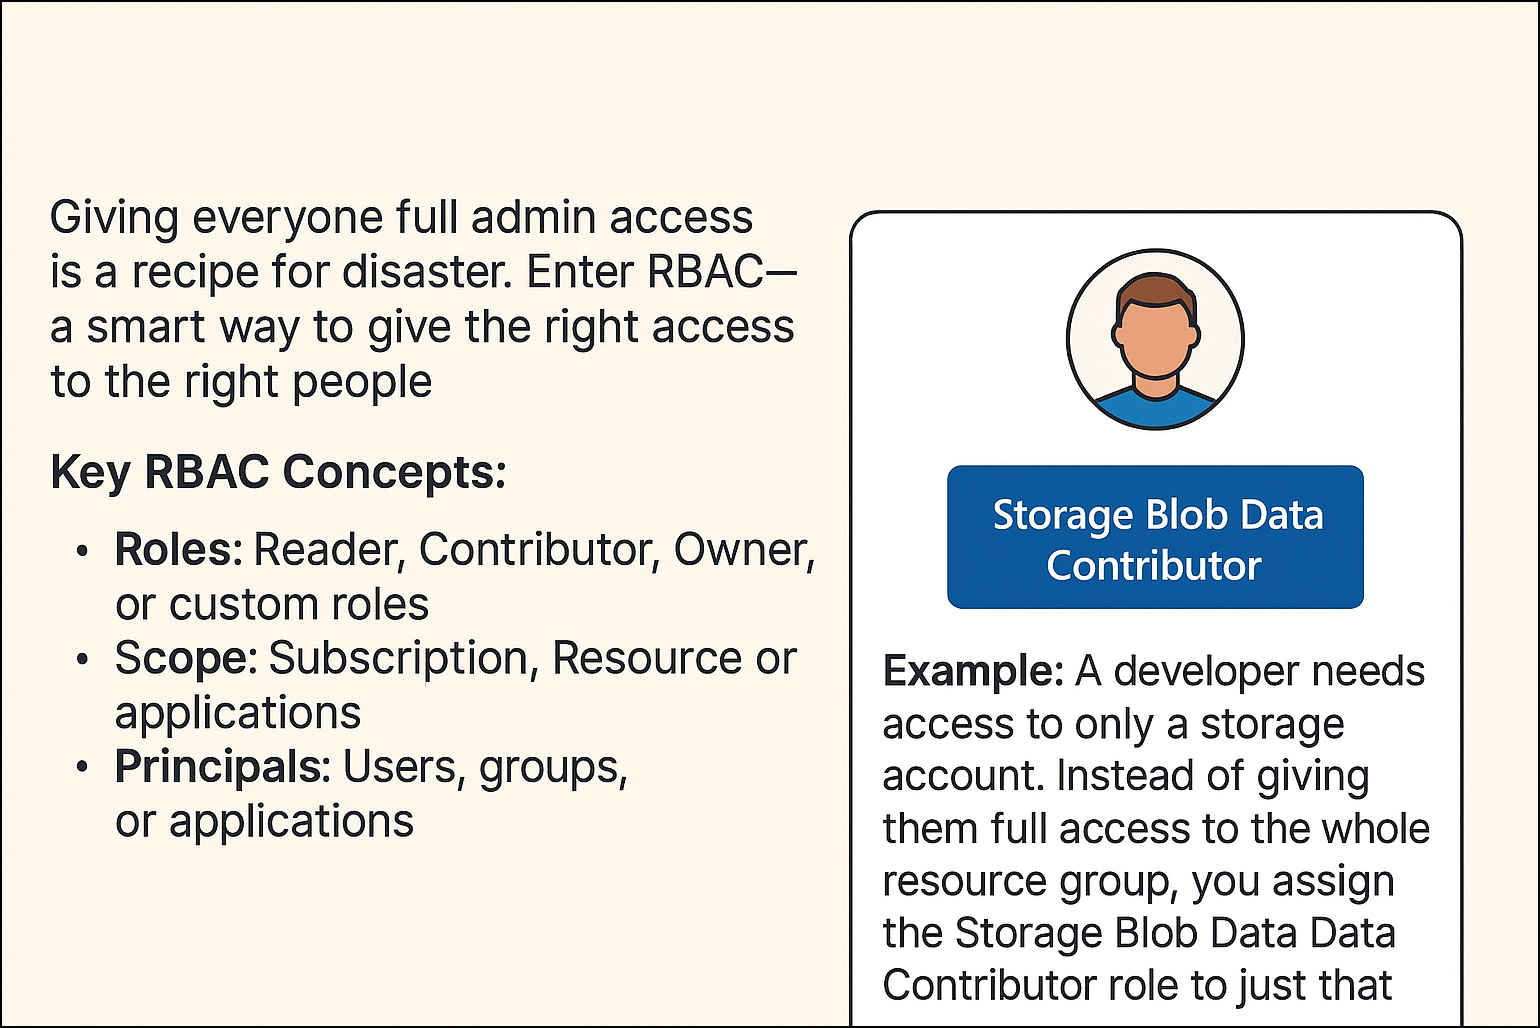 Giving everyone full admin access
is a recipe for disaster. Enter RBAC—
a smart way to give the right access
to the right people
Key RBAC Concepts:
• Roles: Reader, Contributor, Owner,
or custom roles
• Scope: Subscription, Resource or
applications
• Principals: Users, groups,
or applications
Storage Blob Data
Contributor
Example: A developer needs
access to only a storage
account. Instead of giving
them full access to the whole
resource group, you assign
the Storage Blob Data Data
Contributor role to just that